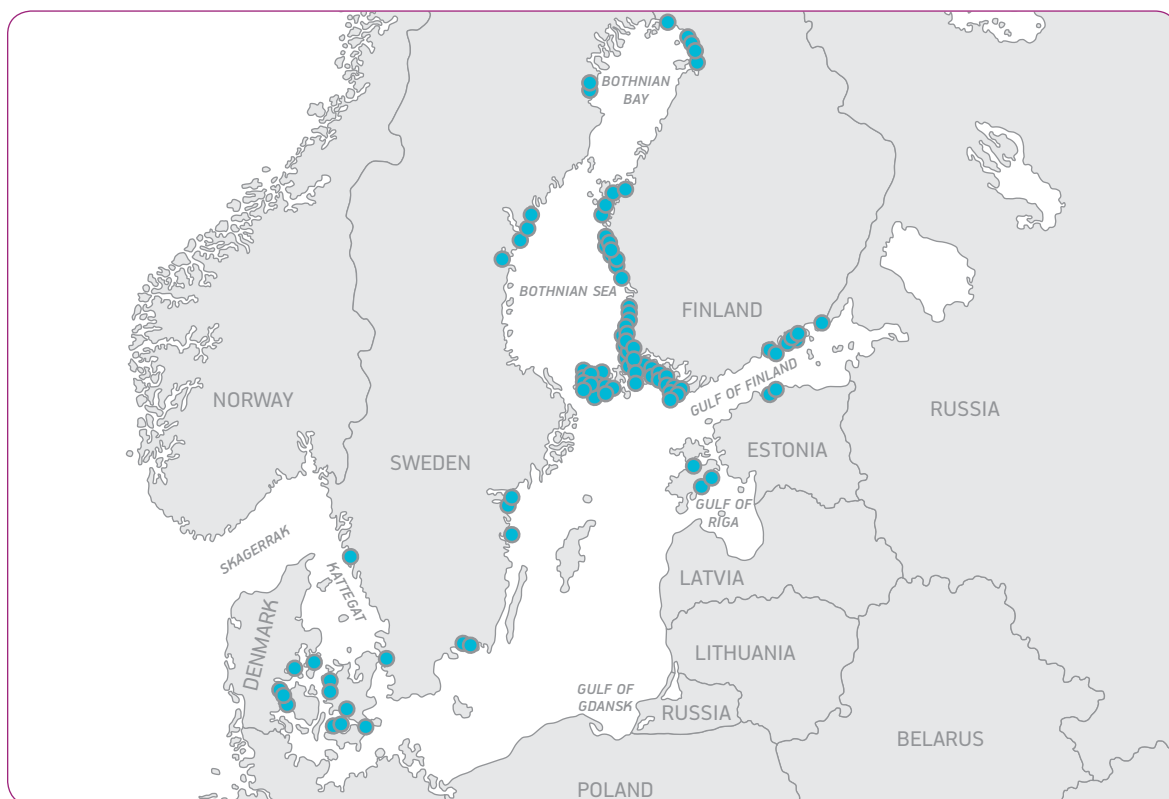 BOTHNIAN
BAY
BOTHNIAN SEA
FINLAND
NORWAY
GULF OF FINLAND
RUSSIA
SWEDEN
ESTONIA
GULF OF
RIGA
SKAGERRAK
KATTEGAT
LATVIA
DENMARK
LITHUANIA
GULF OF
GDANSK
RUSSIA
BELARUS
POLAND